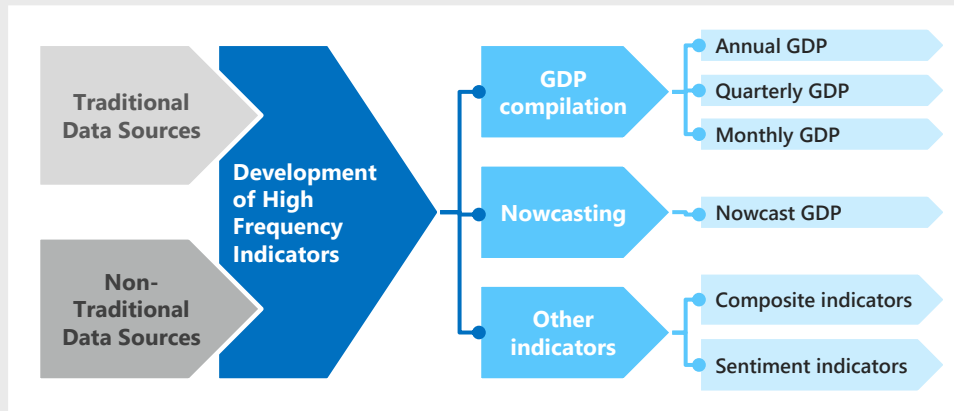 Traditional
Data Sources
Non-
Traditional
Data Sources
Development
of High
Frequency
Indicators
GDP
compilation
Annual GDP
Quarterly GDP
Monthly GDP
Nowcasting
Nowcast GDP
Other
indicators
Composite indicators
Sentiment indicators